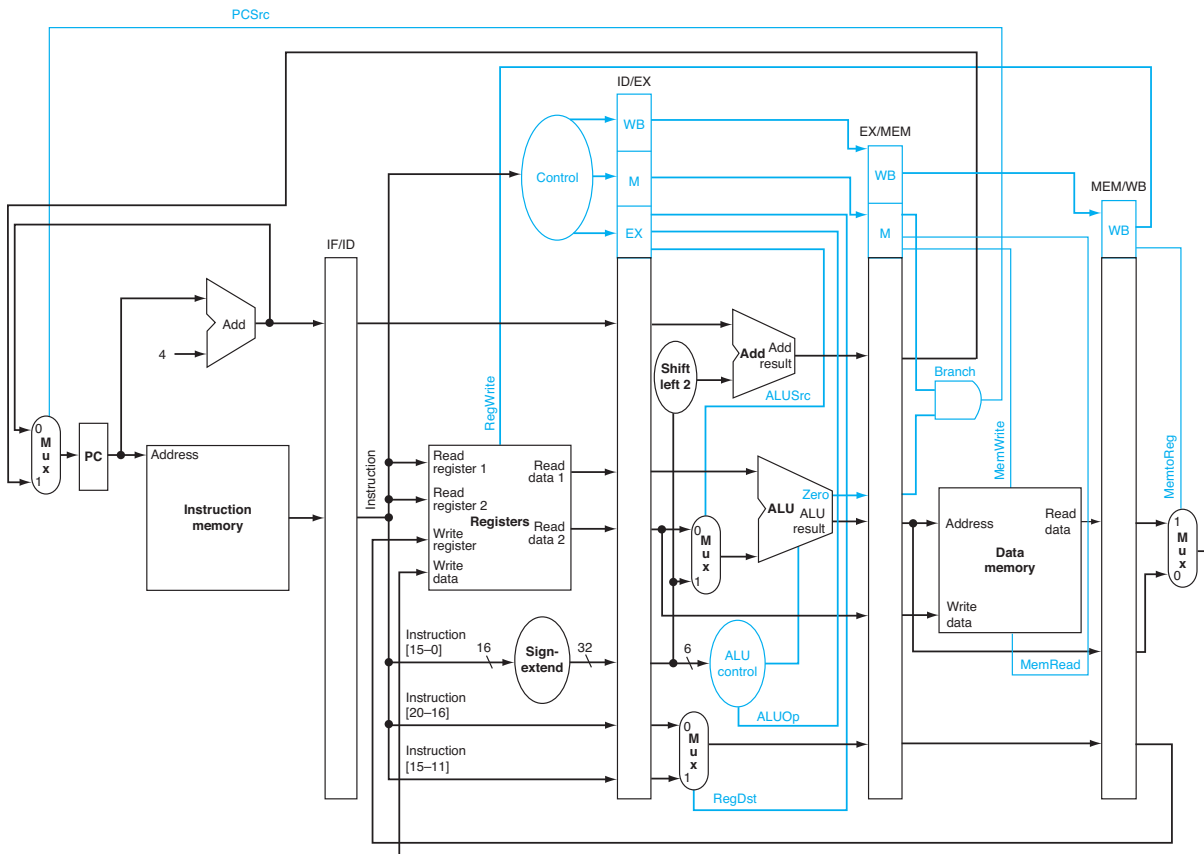 PCSrc
ID/EX
WB
M
EX
Control
EX/MEM
WB
M
MEM/WB
WB
IF/ID
Add
4
RegWrite
Shift
left 2
Add
Add
result
ALUSrc
Branch
MemWrite
MemtoReg
0
M
u
x
1
PC
Address
Instruction
memory
Instruction
Read
register 1
Read
register 2
Write
register
Write
data
Registers
Read
data 1
Read
data 2
0
M
u
x
1
Zero
ALU
ALU
result
Address
Read
data
Data
memory
Write
data
1
M
u
x
0
Instruction
[15–0]
16
Sign-
extend
32
6
ALU
control
MemRead
Instruction
[20–16]
ALUOp
0
M
u
x
1
Instruction
[15–11]
RegDst